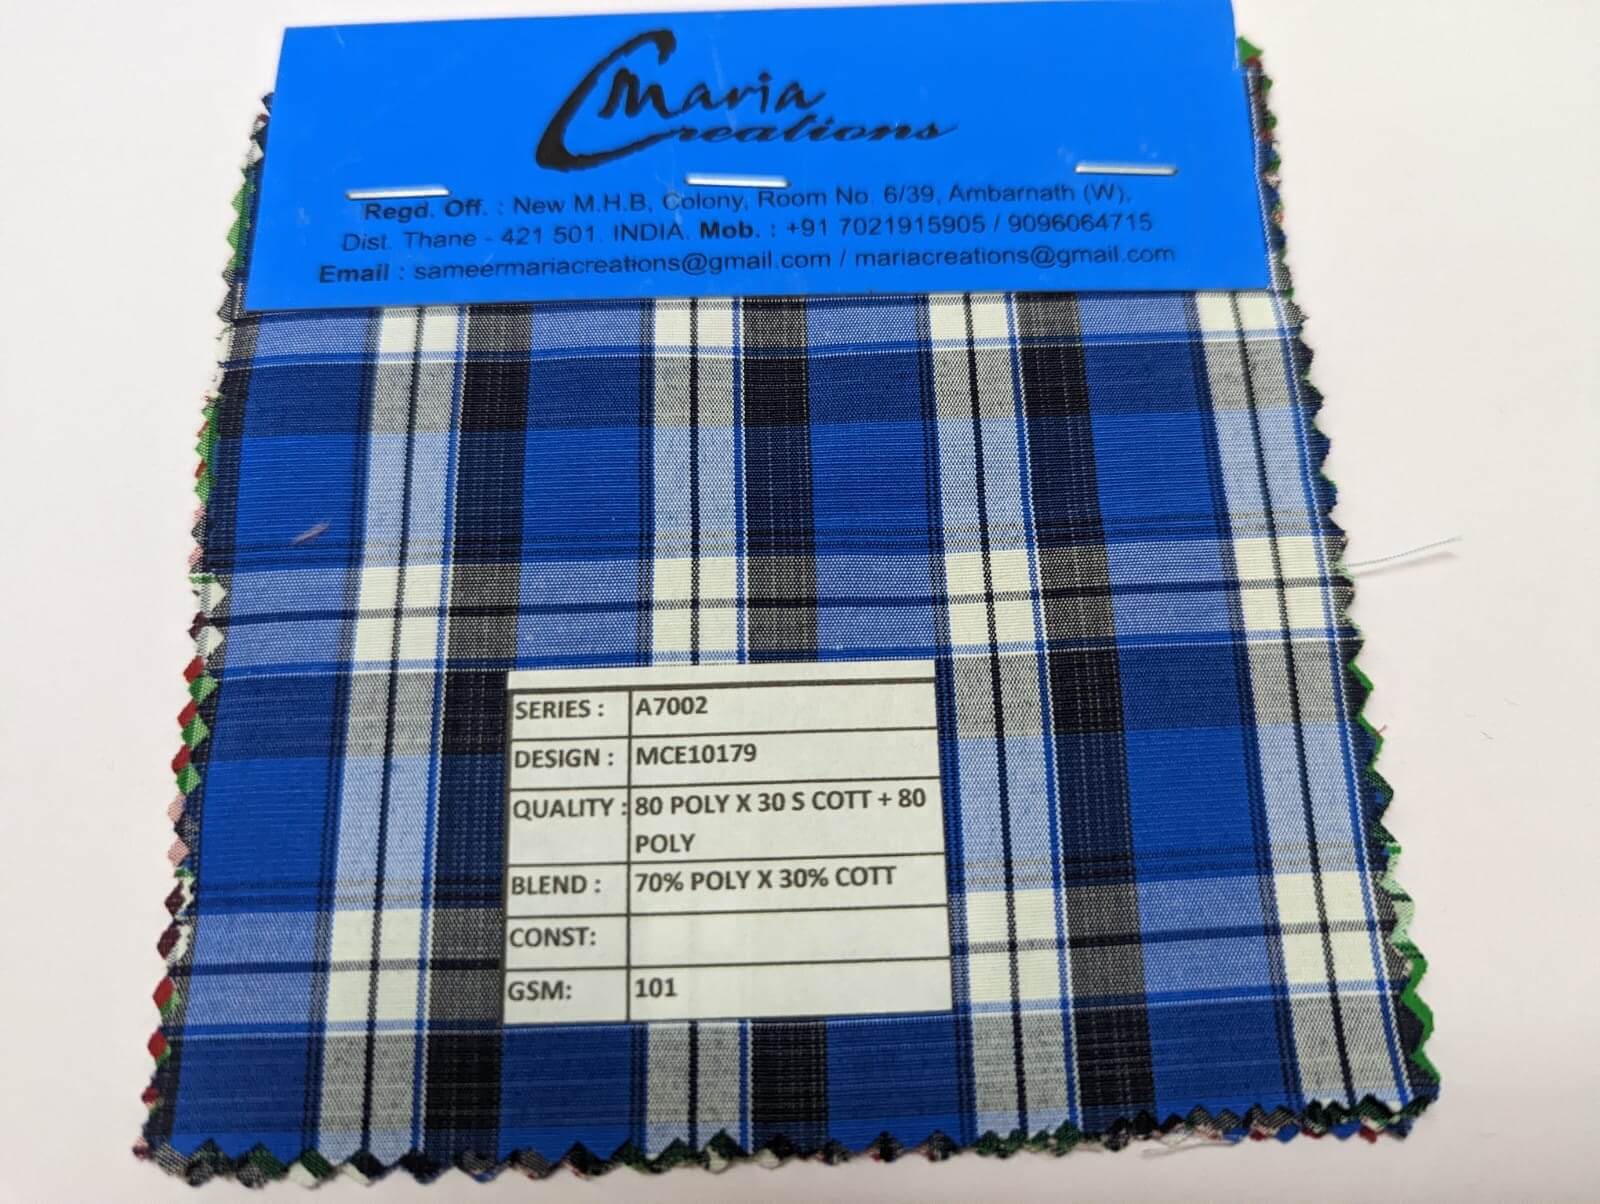 Maria
Creations
Regd. Off. : New M.H.B, Colony, Room No. 6/39, Ambarnath (W),
Dist. Thane - 421 501. INDIA. Mob. : +91 7021915905 / 9096064715
Email : sameermariacreations@gmail.com / mariacreations@gmail.com
SERIES : A7002
DESIGN : MCE10179
QUALITY : 80 POLY X 30 S COTT + 80
POLY
BLEND : 70% POLY X 30% COTT
CONST:
GSM: 101